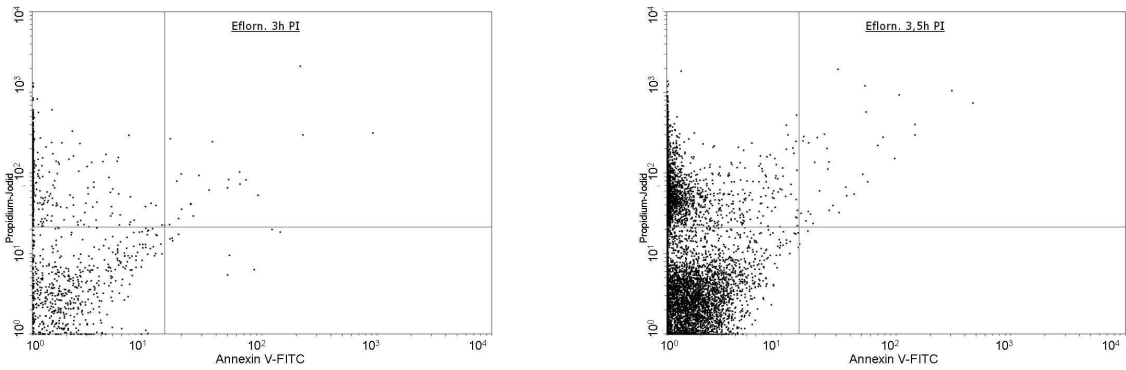 Eflorn. 3h PI
10⁴
10³
10²
10¹
10⁰
Propidium-Jodid
10⁰ 10¹ 10² 10³ 10⁴
Annexin V-FITC
Eflorn. 3,5h PI
10⁴
10³
10²
10¹
10⁰
Propidium-Jodid
10⁰ 10¹ 10² 10³ 10⁴
Annexin V-FITC